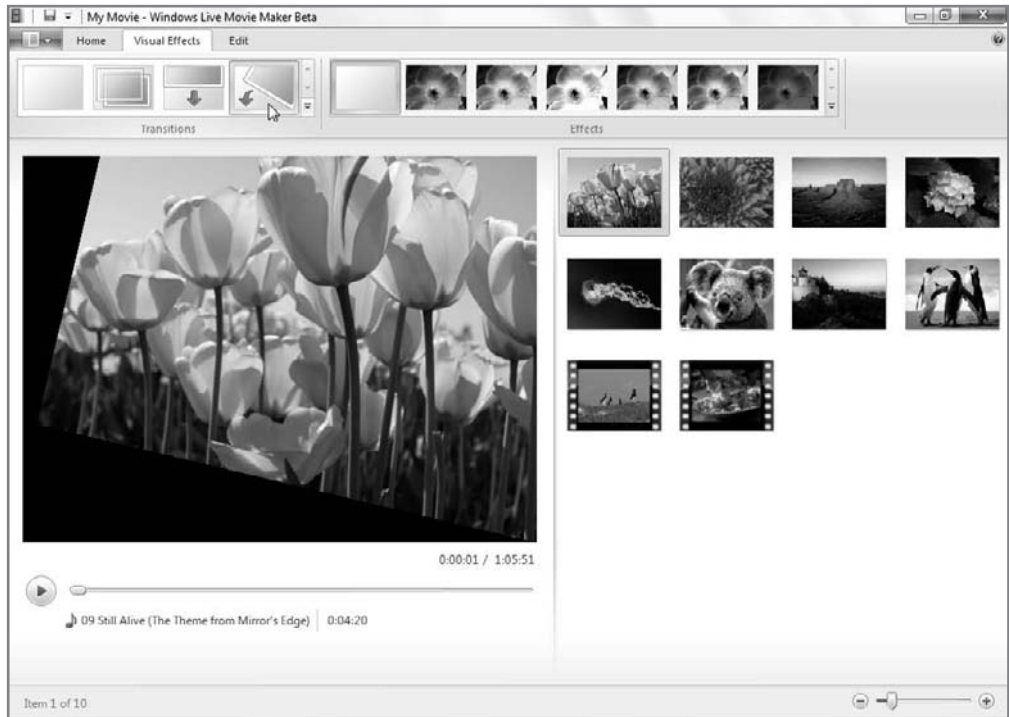 My Movie - Windows Live Movie Maker Beta
Home Visual Effects Edit
Transitions Effects
0:00:01 / 1:05:51
09 Still Alive (The Theme from Mirror's Edge) 0:04:20
Item 1 of 10